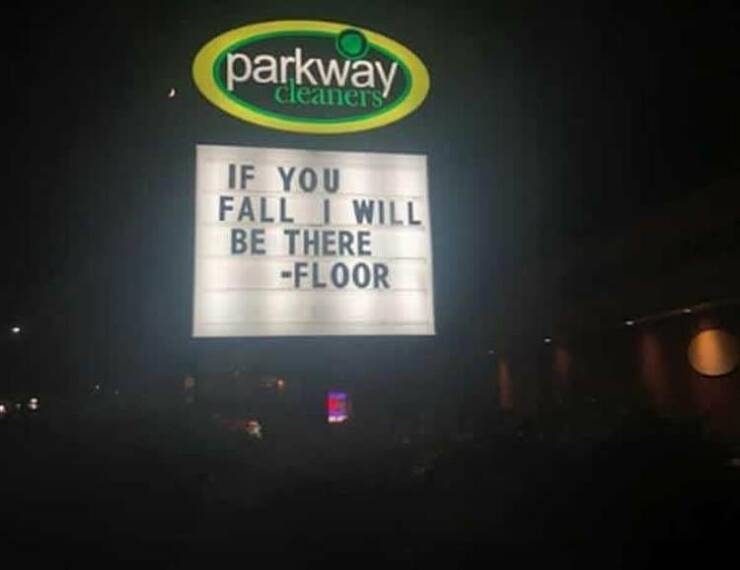 parkway
cleaners
IF YOU
FALL I WILL
BE THERE
-FLOOR